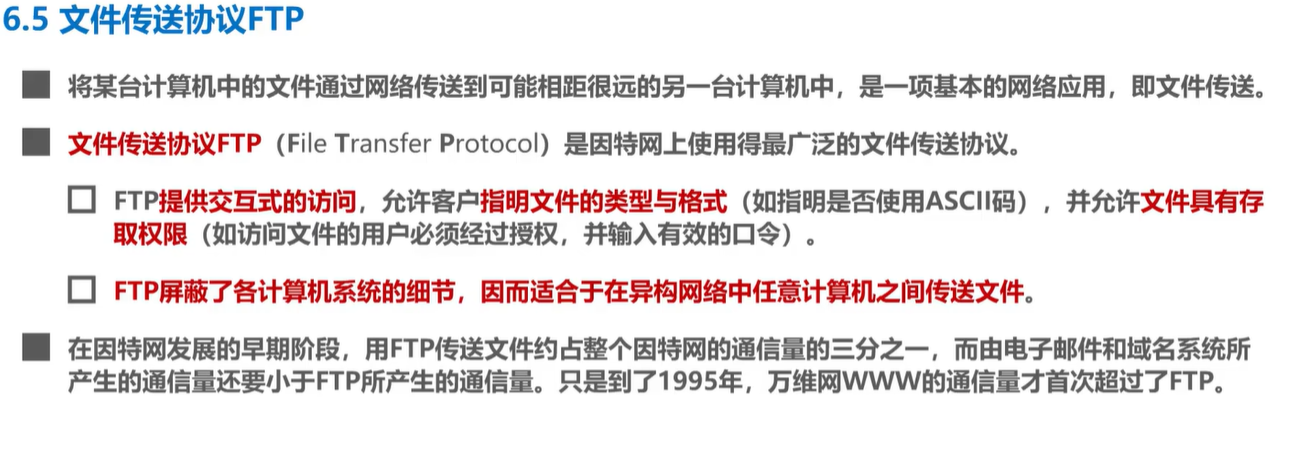 6.5 文件传送协议FTP
将某台计算机中的文件通过网络传送到可能相距很远的另一台计算机中，是一项基本的网络应用，即文件传送。
文件传送协议FTP（File Transfer Protocol）是因特网上使用得最广泛的文件传送协议。
FTP提供交互式的访问，允许客户指明文件的类型与格式（如指明是否使用ASCII码），并允许文件具有存
取权限（如访问文件的用户必须经过授权，并输入有效的口令）。
FTP屏蔽了各计算机系统的细节，因而适合于在异构网络中任意计算机之间传送文件。
在因特网发展的早期阶段，用FTP传送文件约占整个因特网的通信量的三分之一，而由电子邮件和域名系统所
产生的通信量还要小于FTP所产生的通信量。只是到了1995年，万维网WWW的通信量才首次超过了FTP。